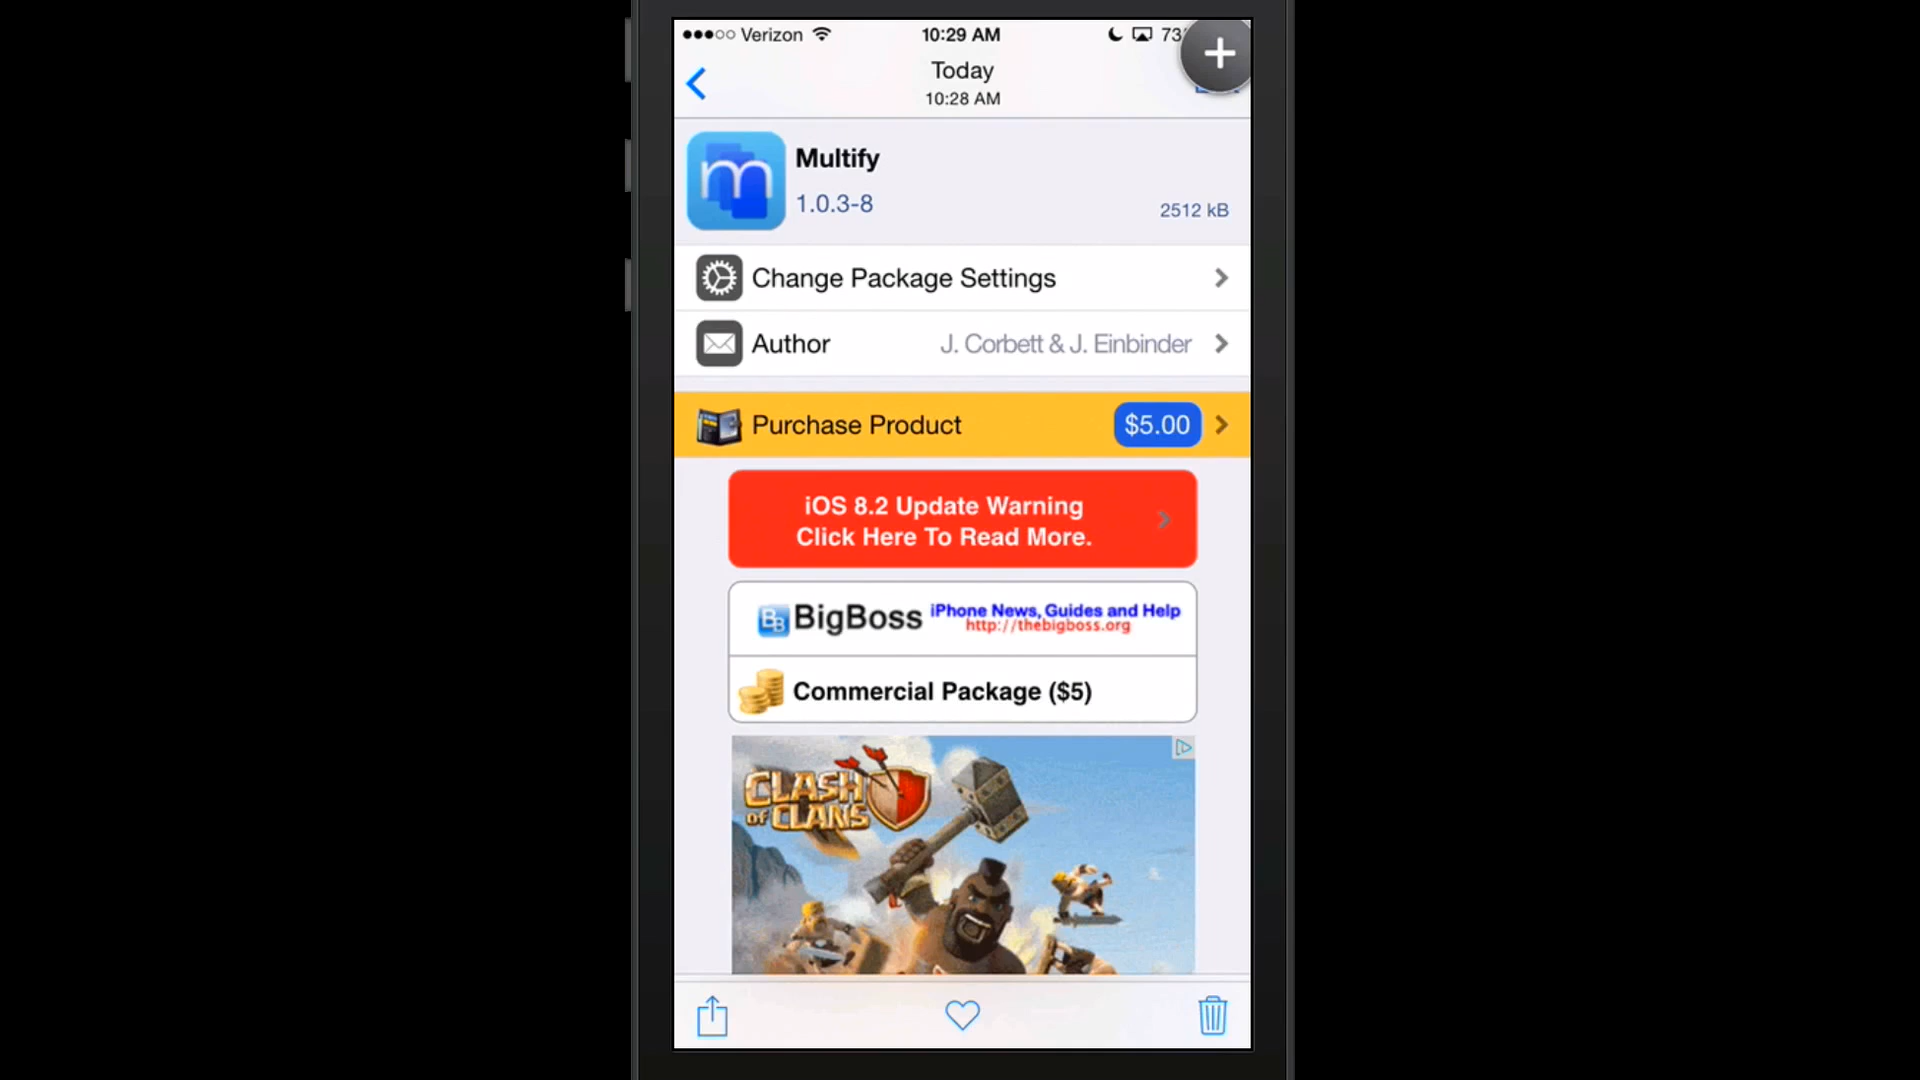 Verizon 10:29 AM 73
Today
10:28 AM
Multify
1.0.3-8
2512 kB
Change Package Settings
Author J. Corbett & J. Einbinder
Purchase Product $5.00
iOS 8.2 Update Warning
Click Here To Read More.
BigBoss iPhone News, Guides and Help
http://thebigboss.org
Commercial Package ($5)
CLASH
OF CLANS